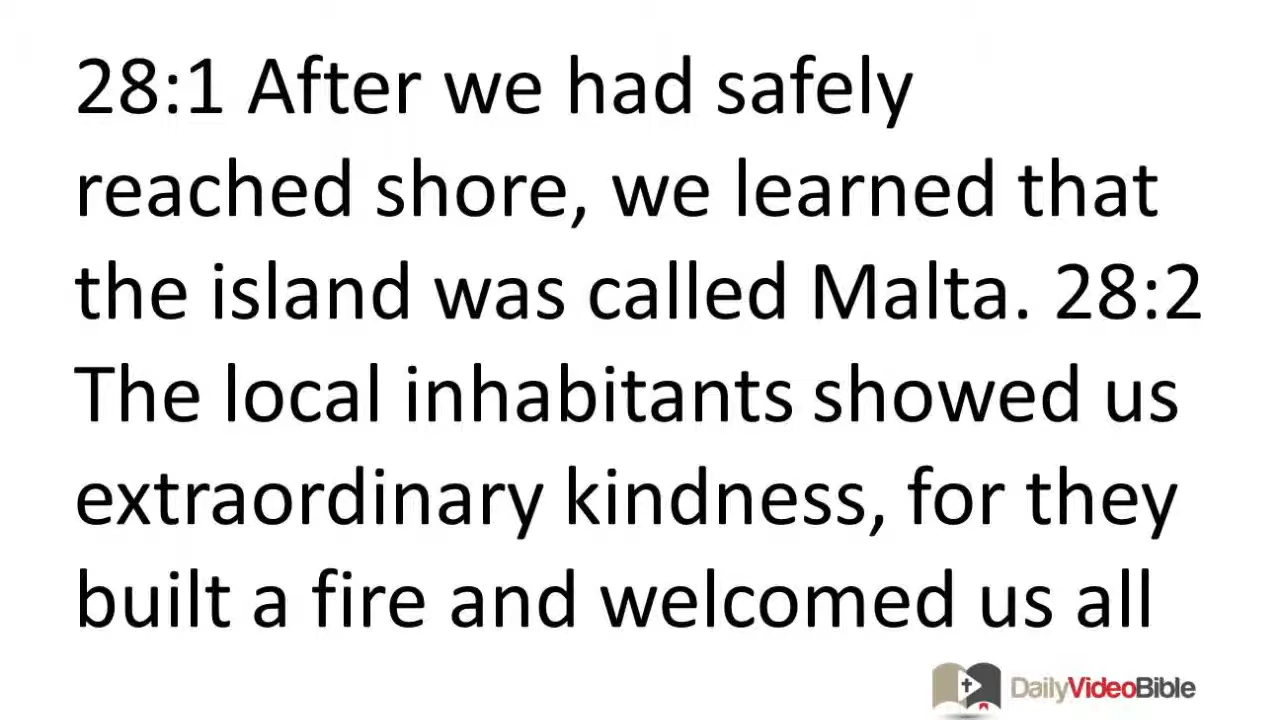 28:1 After we had safely
reached shore, we learned that
the island was called Malta. 28:2
The local inhabitants showed us
extraordinary kindness, for they
built a fire and welcomed us all
DailyVideoBible